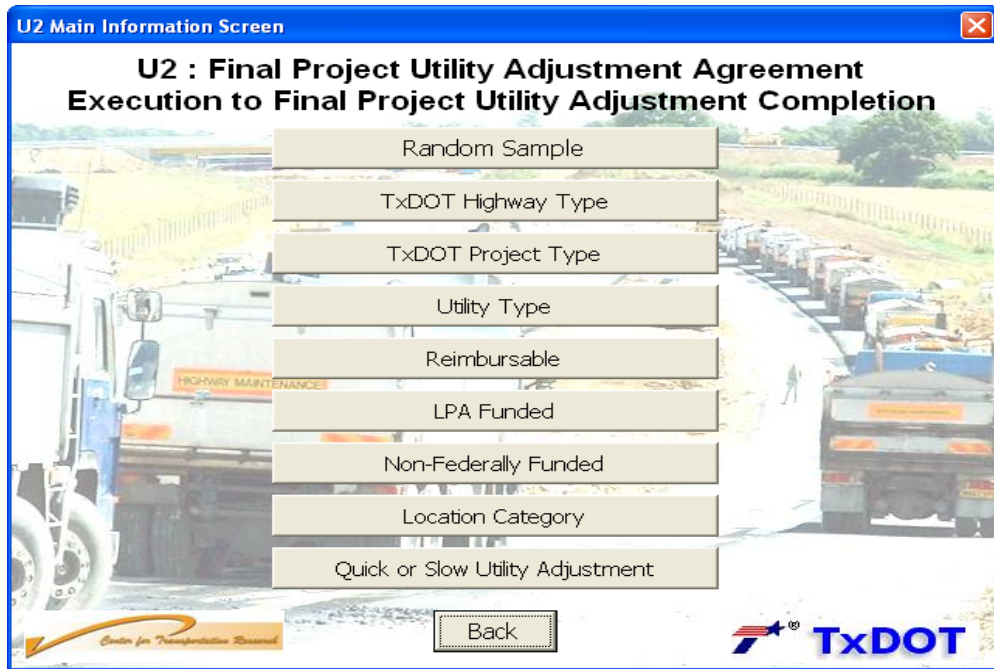 U2 Main Information Screen
U2 : Final Project Utility Adjustment Agreement
Execution to Final Project Utility Adjustment Completion
Random Sample
TxDOT Highway Type
TxDOT Project Type
Utility Type
Reimbursable
HIGHWAY MAINTENANCE
LPA Funded
Non-Federally Funded
Location Category
Quick or Slow Utility Adjustment
Center for Transportation Research
Back
® TxDOT